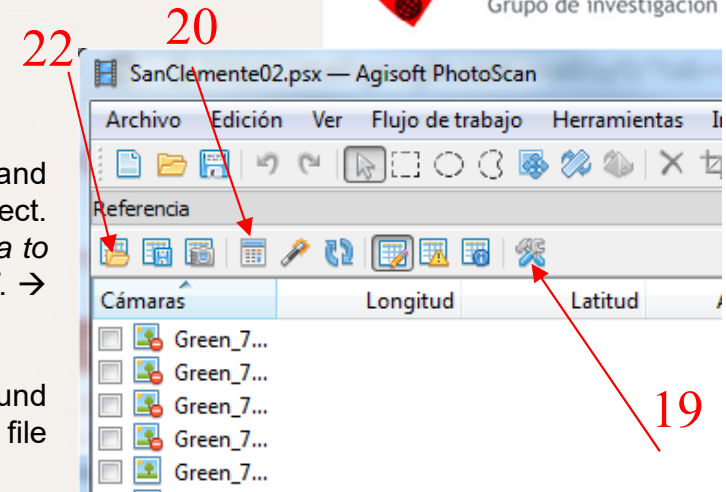 Grupo de investigación
20
22
SanClemente02.psx — Agisoft PhotoScan
Archivo Edición Ver Flujo de trabajo Herramientas
and
ect.
Referencia
a to
. →
Cámaras Longitud Latitud
Green_7...
Green_7...
Green_7...
und
19
file
Green_7...
Green_7...